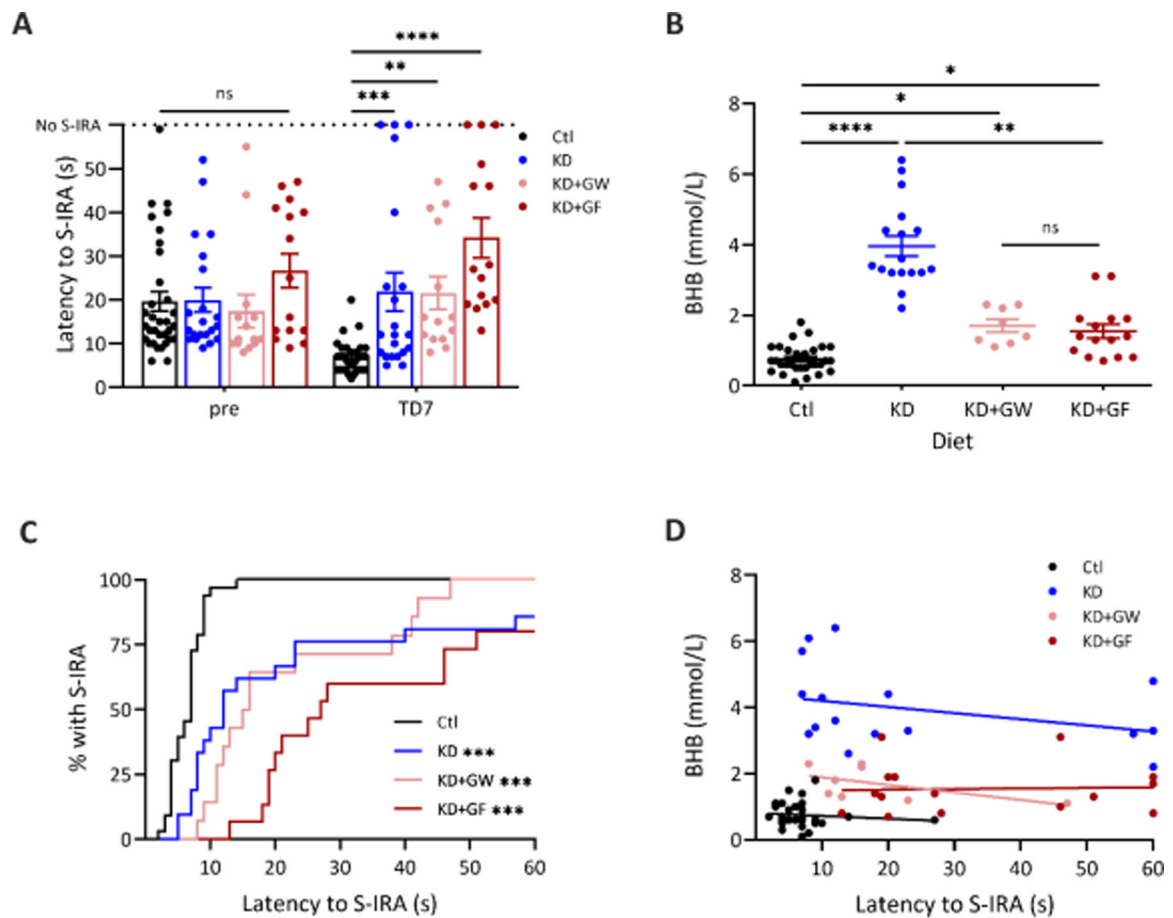 A
****
**
ns
***
No S-IRA
Ctl
KD
KD+GW
KD+GF
50
40
30
20
10
0
Latency to S-IRA (s)
pre
TD7
B
*
*
****
**
ns
8
6
4
2
0
BHB (mmol/L)
Ctl
KD
KD+GW
KD+GF
Diet
C
100
75
50
25
0
% with S-IRA
Ctl
KD ***
KD+GW ***
KD+GF ***
10
20
30
40
50
60
Latency to S-IRA (s)
D
Ctl
KD
KD+GW
KD+GF
8
6
4
2
0
BHB (mmol/L)
10
20
30
40
50
60
Latency to S-IRA (s)